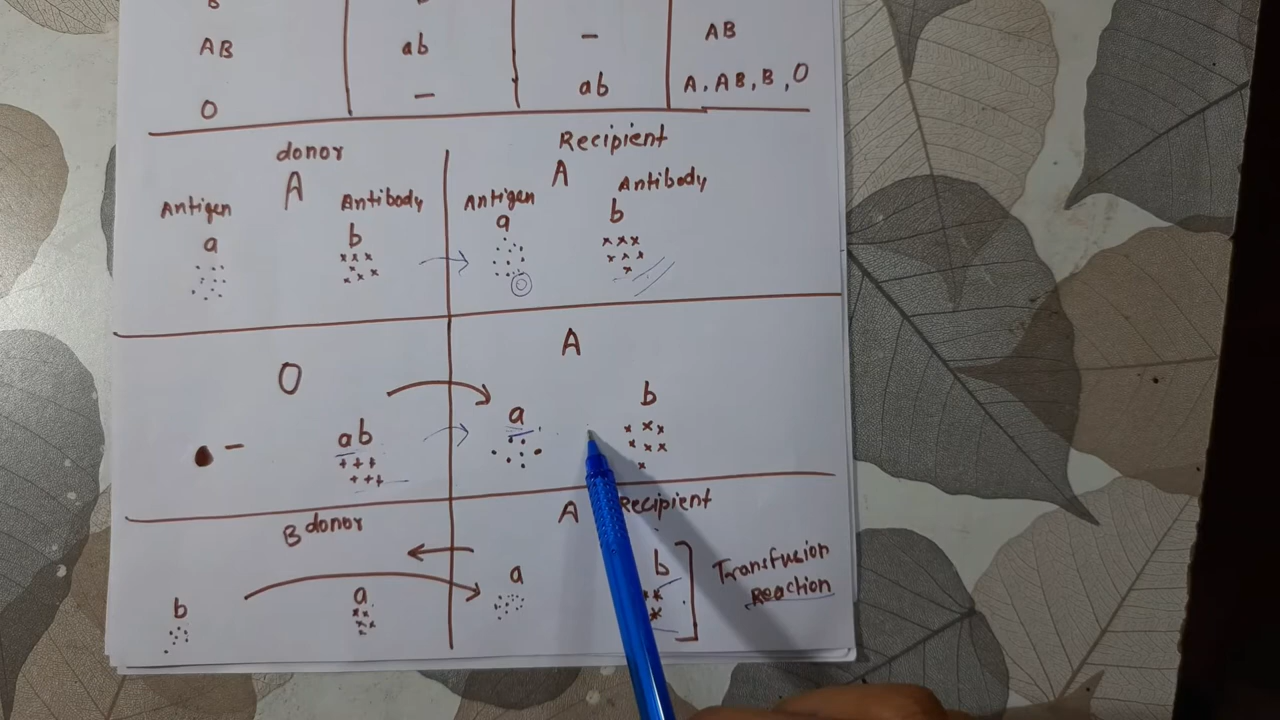 B
AB ab - AB
O - ab A, AB, B, O
donor Recipient
A A
Antigen Antibody Antigen Antibody
a b a b
O A
- ab a b
B donor A Recipient
b a a b
Transfusion
Reaction